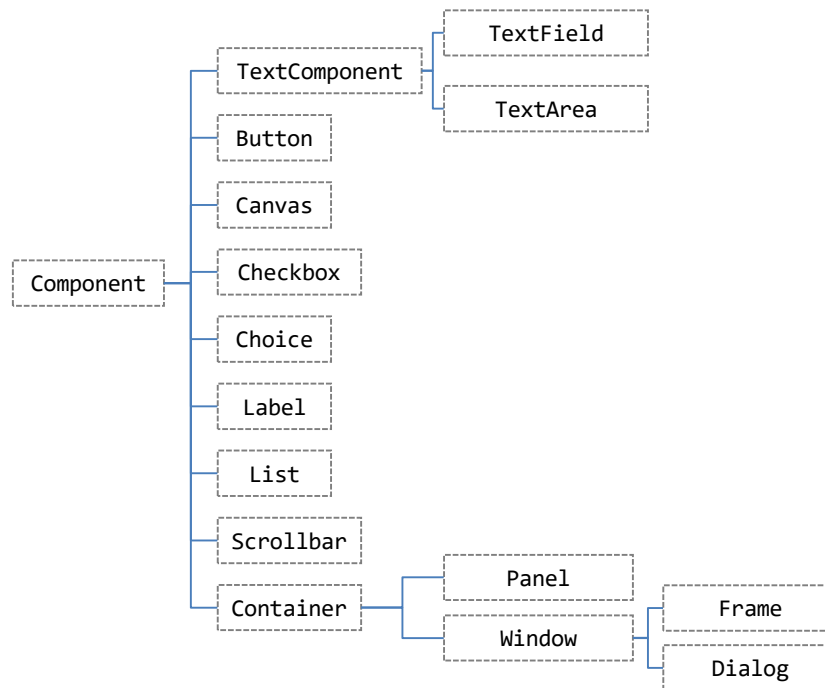 TextField
TextComponent
TextArea
Button
Canvas
Checkbox
Component
Choice
Label
List
Scrollbar
Panel
Container
Frame
Window
Dialog